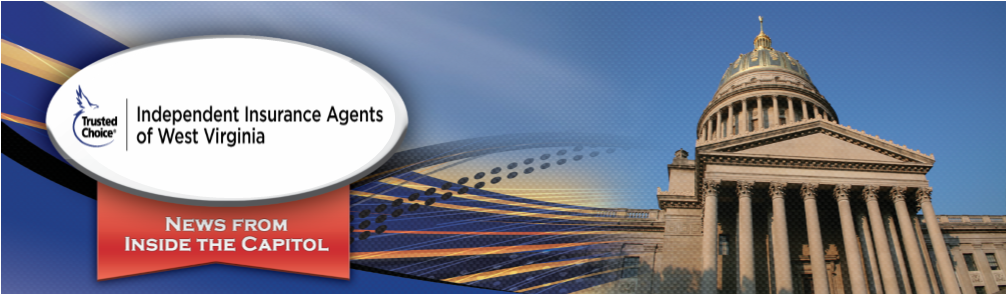 Trusted
Choice®
Independent Insurance Agents
of West Virginia
NEWS FROM
INSIDE THE CAPITOL